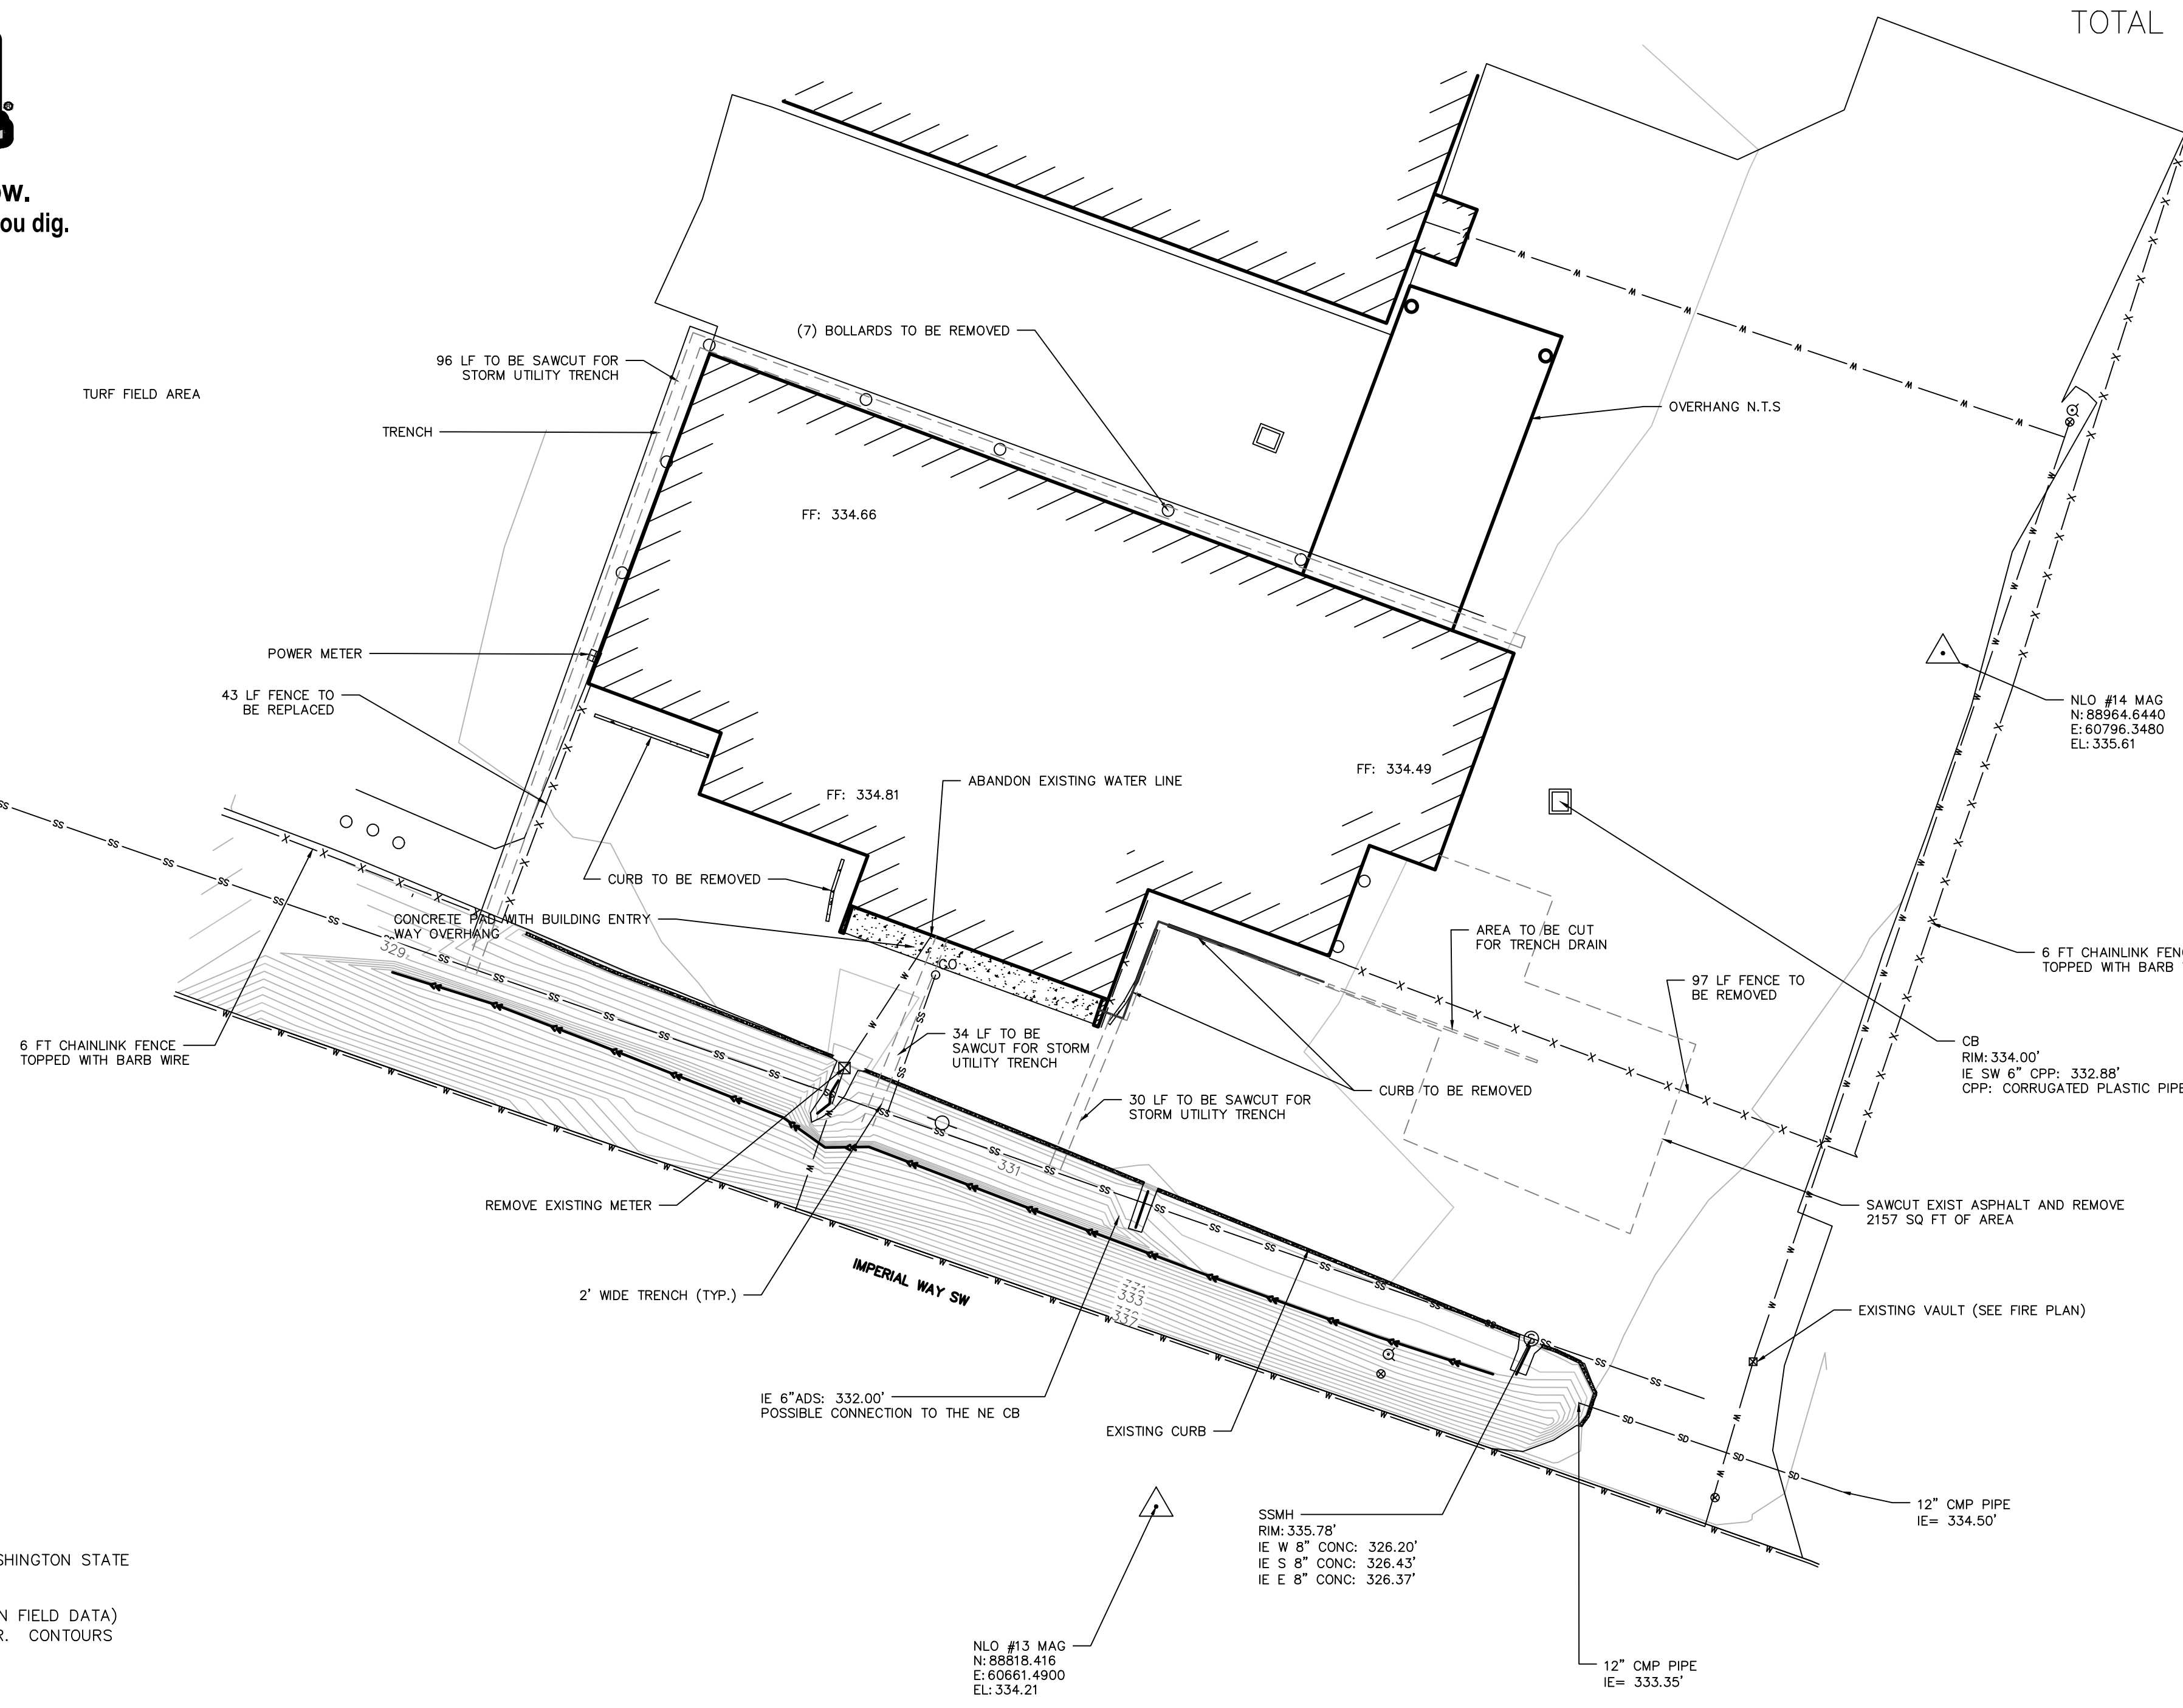 TOTAL
ou dig.
TURF FIELD AREA
(7) BOLLARDS TO BE REMOVED
96 LF TO BE SAWCUT FOR
STORM UTILITY TRENCH
TRENCH
OVERHANG N.T.S
FF: 334.66
POWER METER
43 LF FENCE TO
BE REPLACED
NLO #14 MAG
N: 88964.6440
E: 60796.3480
EL: 335.61
FF: 334.49
ABANDON EXISTING WATER LINE
FF: 334.81
CURB TO BE REMOVED
CONCRETE PAD WITH BUILDING ENTRY
WAY OVERHANG
AREA TO BE CUT
FOR TRENCH DRAIN
6 FT CHAINLINK
TOPPED WITH BARB
97 LF FENCE TO
BE REMOVED
329
CO
6 FT CHAINLINK FENCE
TOPPED WITH BARB WIRE
34 LF TO BE
SAWCUT FOR STORM
UTILITY TRENCH
CB
RIM: 334.00'
IE SW 6" CPP: 332.88'
CPP: CORRUGATED PLASTIC PIPE
CURB TO BE REMOVED
30 LF TO BE SAWCUT FOR
STORM UTILITY TRENCH
331
REMOVE EXISTING METER
SAWCUT EXIST ASPHALT AND REMOVE
2157 SQ FT OF AREA
2' WIDE TRENCH (TYP.)
IMPERIAL WAY SW
333
337
EXISTING VAULT (SEE FIRE PLAN)
IE 6"ADS: 332.00'
POSSIBLE CONNECTION TO THE NE CB
EXISTING CURB
12" CMP PIPE
IE= 334.50'
SSMH
RIM: 335.78'
IE W 8" CONC: 326.20'
IE S 8" CONC: 326.43'
IE E 8" CONC: 326.37'
SHINGTON STATE
N FIELD DATA)
R. CONTOURS
NLO #13 MAG
N: 88818.416
E: 60661.4900
EL: 334.21
12" CMP PIPE
IE= 333.35'